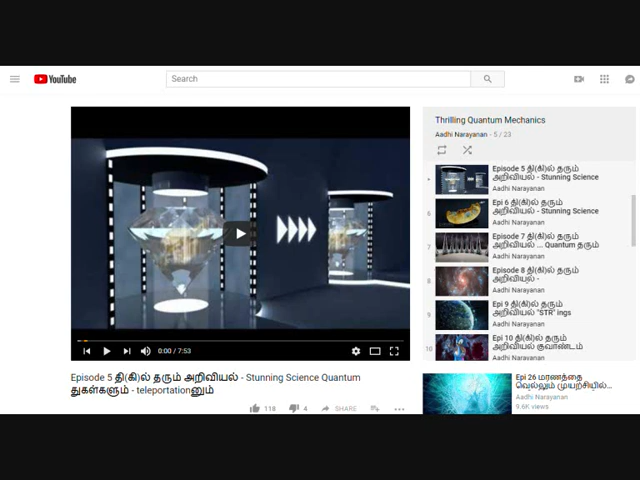 YouTube
Search
0:00 / 7:53
Episode 5 தி(கி)ல் தரும் அறிவியல் - Stunning Science Quantum
துகள்களும் - teleportationனும்
118
4
SHARE
Thrilling Quantum Mechanics
Aadhi Narayanan - 5 / 23
Episode 5 தி(கி)ல் தரும்
அறிவியல் - Stunning Science
Aadhi Narayanan
6
Epi 6 தி(கி)ல் தரும்
அறிவியல் - Stunning Science
Aadhi Narayanan
7
Episode 7 தி(கி)ல் தரும்
அறிவியல் ... Quantum தரும்
Aadhi Narayanan
8
Episode 8 தி(கி)ல் தரும்
அறிவியல் -
Aadhi Narayanan
9
Epi 9 தி(கி)ல் தரும்
அறிவியல் "STR" ings
Aadhi Narayanan
10
Epi 10 தி(கி)ல் தரும்
அறிவியல் குவாண்டம்
Epi 26 மரணத்தை
வெல்லும் முயற்சியில்...
Aadhi Narayanan
9.6K views